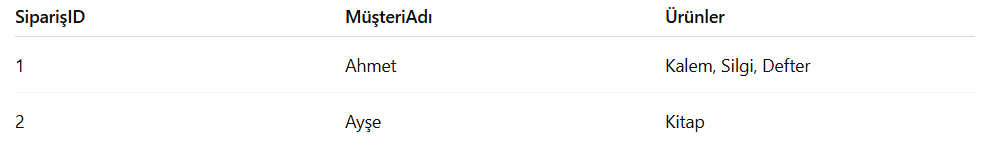 SiparişID MüşteriAdı Ürünler
1 Ahmet Kalem, Silgi, Defter
2 Ayşe Kitap